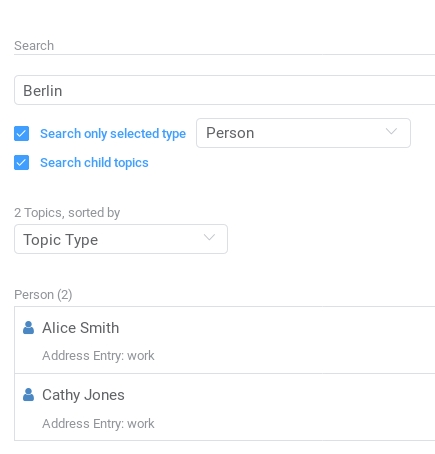 Search
Berlin
Search only selected type
Person
Search child topics
2 Topics, sorted by
Topic Type
Person (2)
Alice Smith
Address Entry: work
Cathy Jones
Address Entry: work